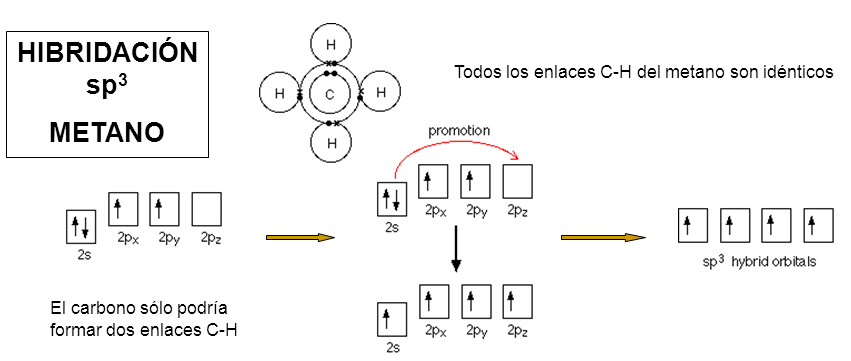 HIBRIDACIÓN
sp³
METANO
H
H
C
H
H
Todos los enlaces C-H del metano son idénticos
promotion
2s
2px
2py
2pz
2s
2px
2py
2pz
sp³ hybrid orbitals
El carbono sólo podría
formar dos enlaces C-H
2s
2px
2py
2pz